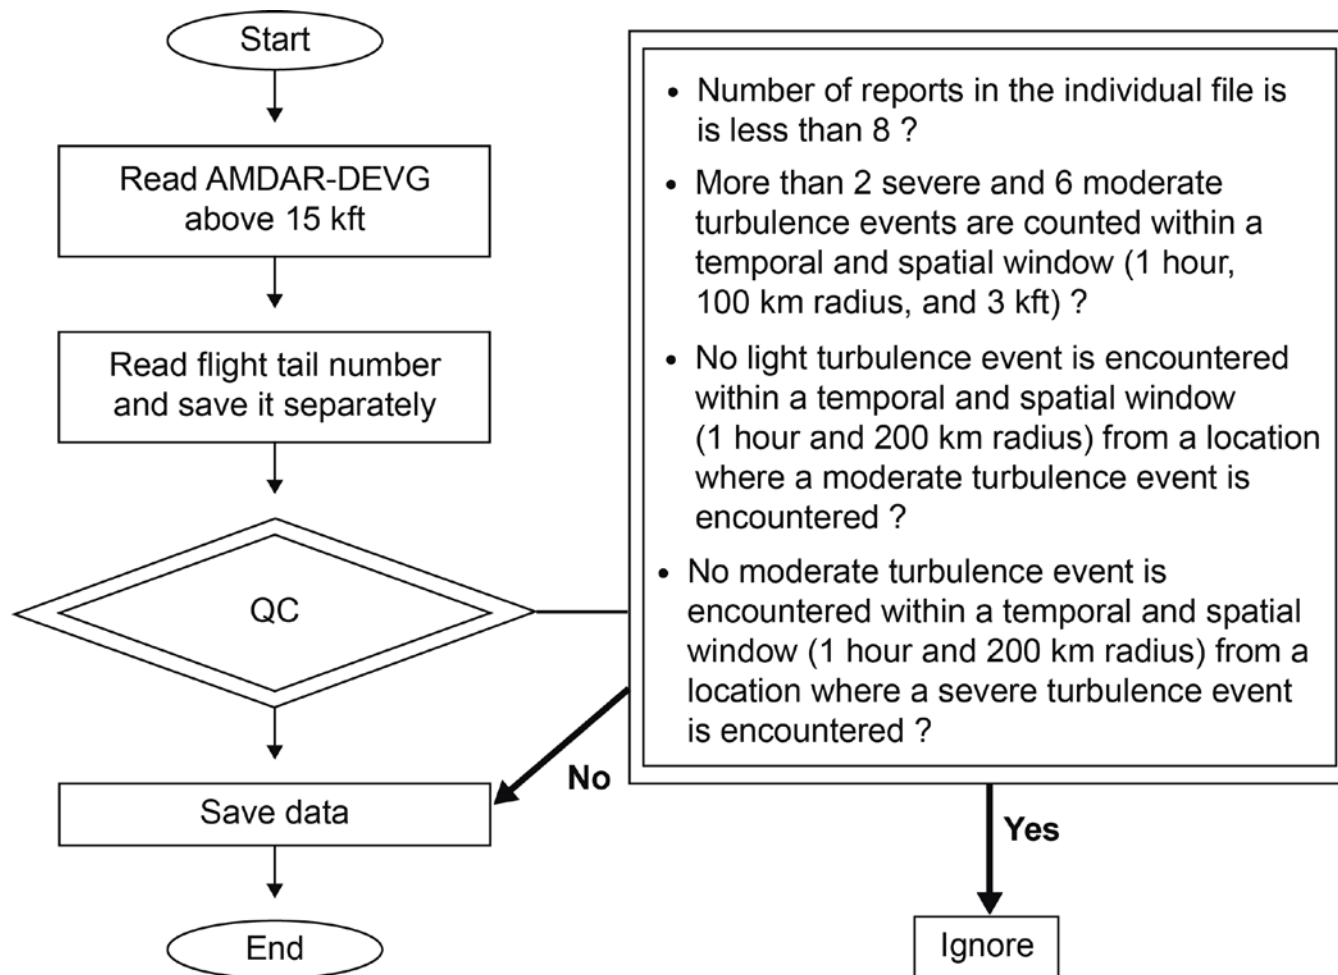 Start
Read AMDAR-DEVG
above 15 kft
Read flight tail number
and save it separately
QC
Save data
End
• Number of reports in the individual file is
is less than 8 ?
• More than 2 severe and 6 moderate
turbulence events are counted within a
temporal and spatial window (1 hour,
100 km radius, and 3 kft) ?
• No light turbulence event is encountered
within a temporal and spatial window
(1 hour and 200 km radius) from a location
where a moderate turbulence event is
encountered ?
• No moderate turbulence event is
encountered within a temporal and spatial
window (1 hour and 200 km radius) from a
location where a severe turbulence event
is encountered ?
No
Yes
Ignore